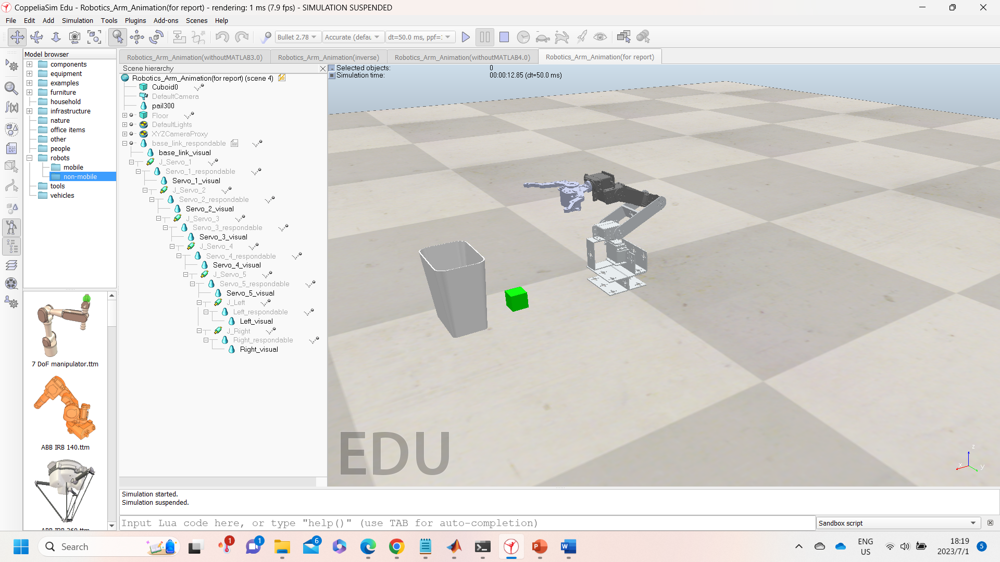 CoppeliaSim Edu - Robotics_Arm_Animation(for report) - rendering: 1 ms (7.9 fps) - SIMULATION SUSPENDED
File Edit Add Simulation Tools Plugins Add-ons Scenes Help
Bullet 2.78 Accurate (defau dt=50.0 ms, ppf=
Model browser
components
equipment
examples
furniture
household
infrastructure
nature
office items
other
people
robots
mobile
non-mobile
tools
vehicles
7 DoF manipulator.ttm
ABB IRB 140.ttm
ABB IRB 360.ttm
Robotics_Arm_Animation(withoutMATLAB3.0) Robotics_Arm_Animation(inverse) Robotics_Arm_Animation(withoutMATLAB4.0) Robotics_Arm_Animation(for report)
Scene hierarchy
Robotics_Arm_Animation(for report) (scene 4)
Cuboid0
DefaultCamera
pail300
Floor
DefaultLights
XYZCameraProxy
base_link_respondable
base_link_visual
J_Servo_1
Servo_1_respondable
Servo_1_visual
J_Servo_2
Servo_2_respondable
Servo_2_visual
J_Servo_3
Servo_3_respondable
Servo_3_visual
J_Servo_4
Servo_4_respondable
Servo_4_visual
J_Servo_5
Servo_5_respondable
Servo_5_visual
J_Left
Left_respondable
Left_visual
J_Right
Right_respondable
Right_visual
Selected objects: 0
Simulation time: 00:00:12.85 (dt=50.0 ms)
EDU
z
x
y
Simulation started.
Simulation suspended.
Input Lua code here, or type "help()" (use TAB for auto-completion)
Sandbox script
Search
1
1
6
ENG
US
18:19
2023/7/1
5